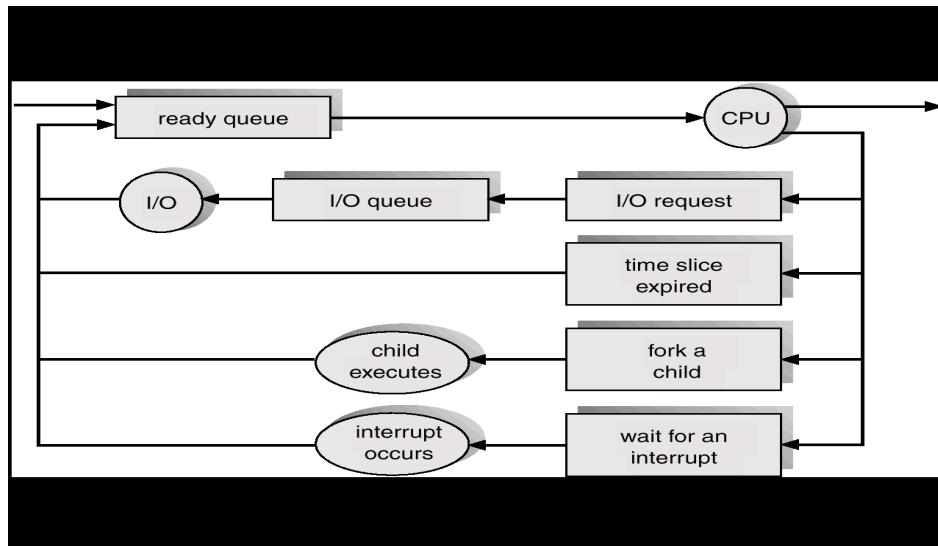 ready queue
CPU
I/O
I/O queue
I/O request
time slice
expired
child
executes
fork a
child
interrupt
occurs
wait for an
interrupt